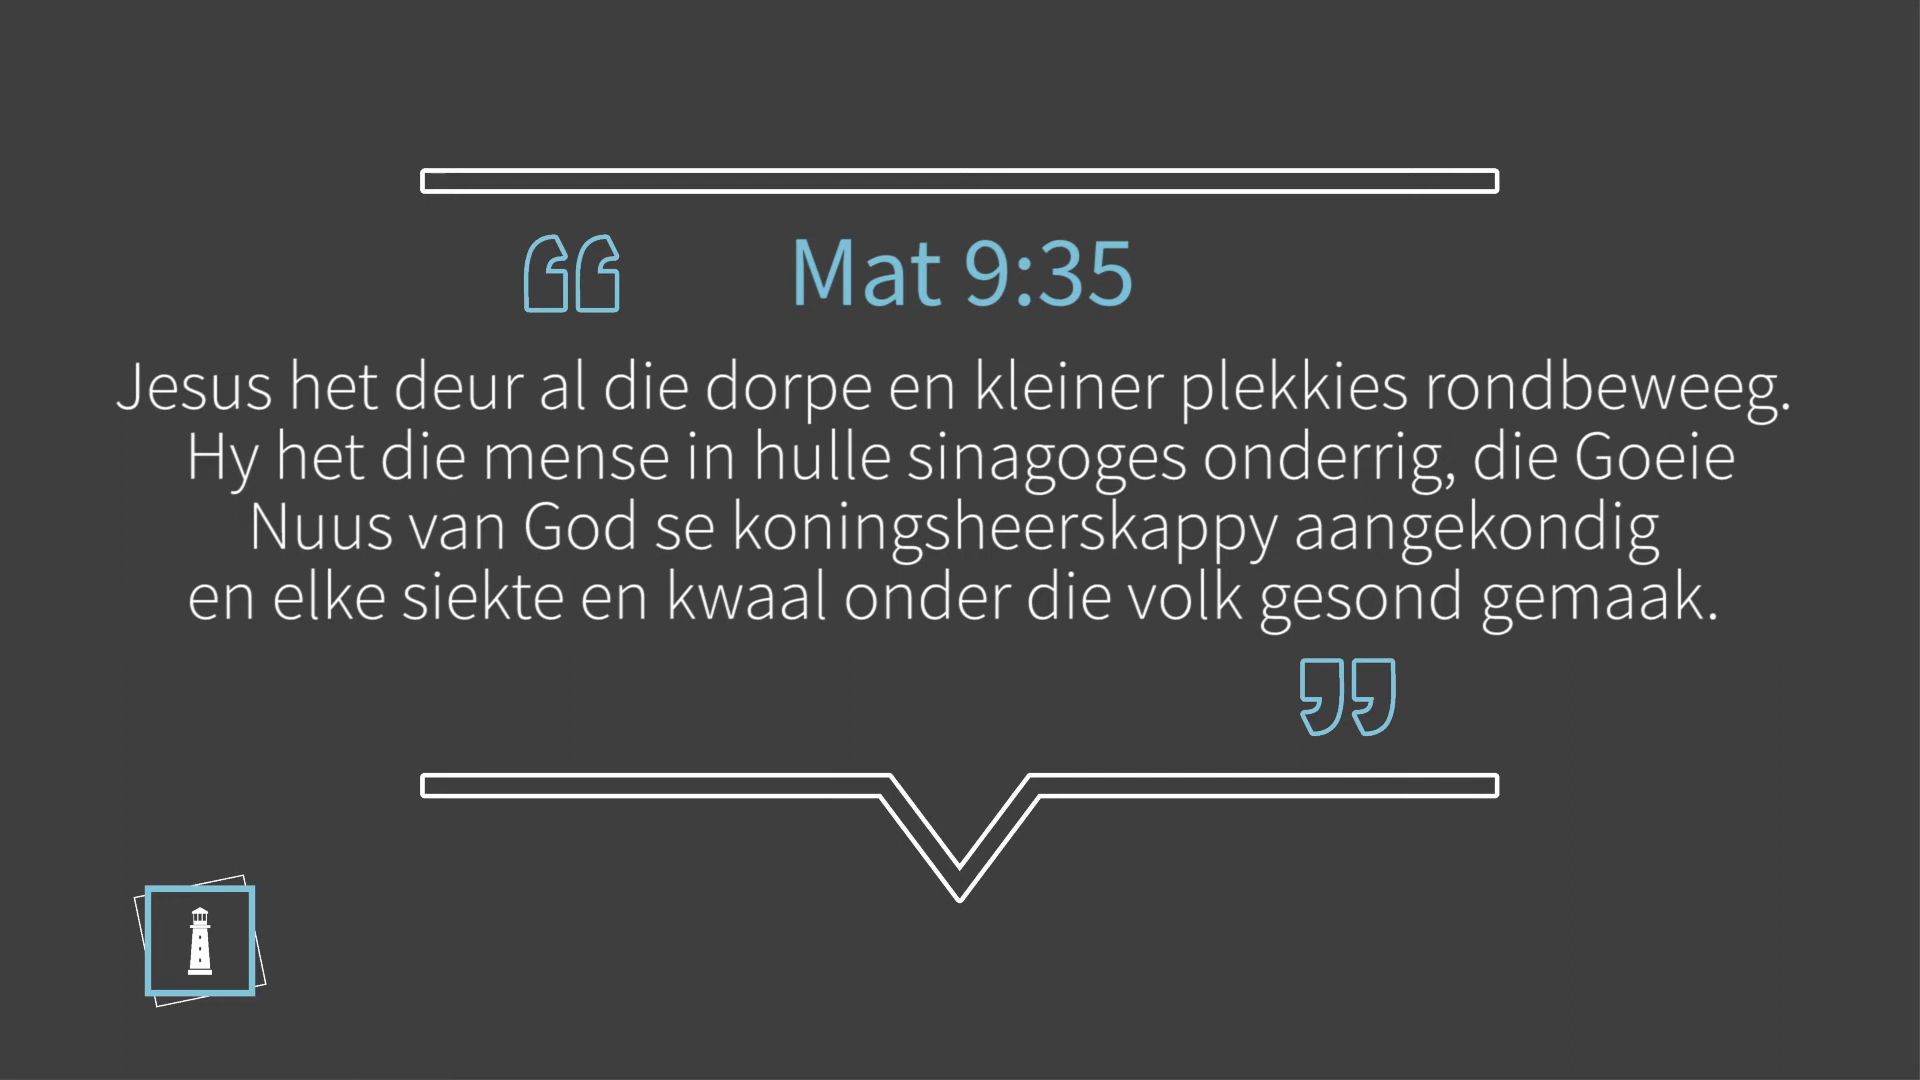 Mat 9:35
Jesus het deur al die dorpe en kleiner plekkies rondbeweeg.
Hy het die mense in hulle sinagoges onderrig, die Goeie
Nuus van God se koningsheerskappy aangekondig
en elke siekte en kwaal onder die volk gesond gemaak.